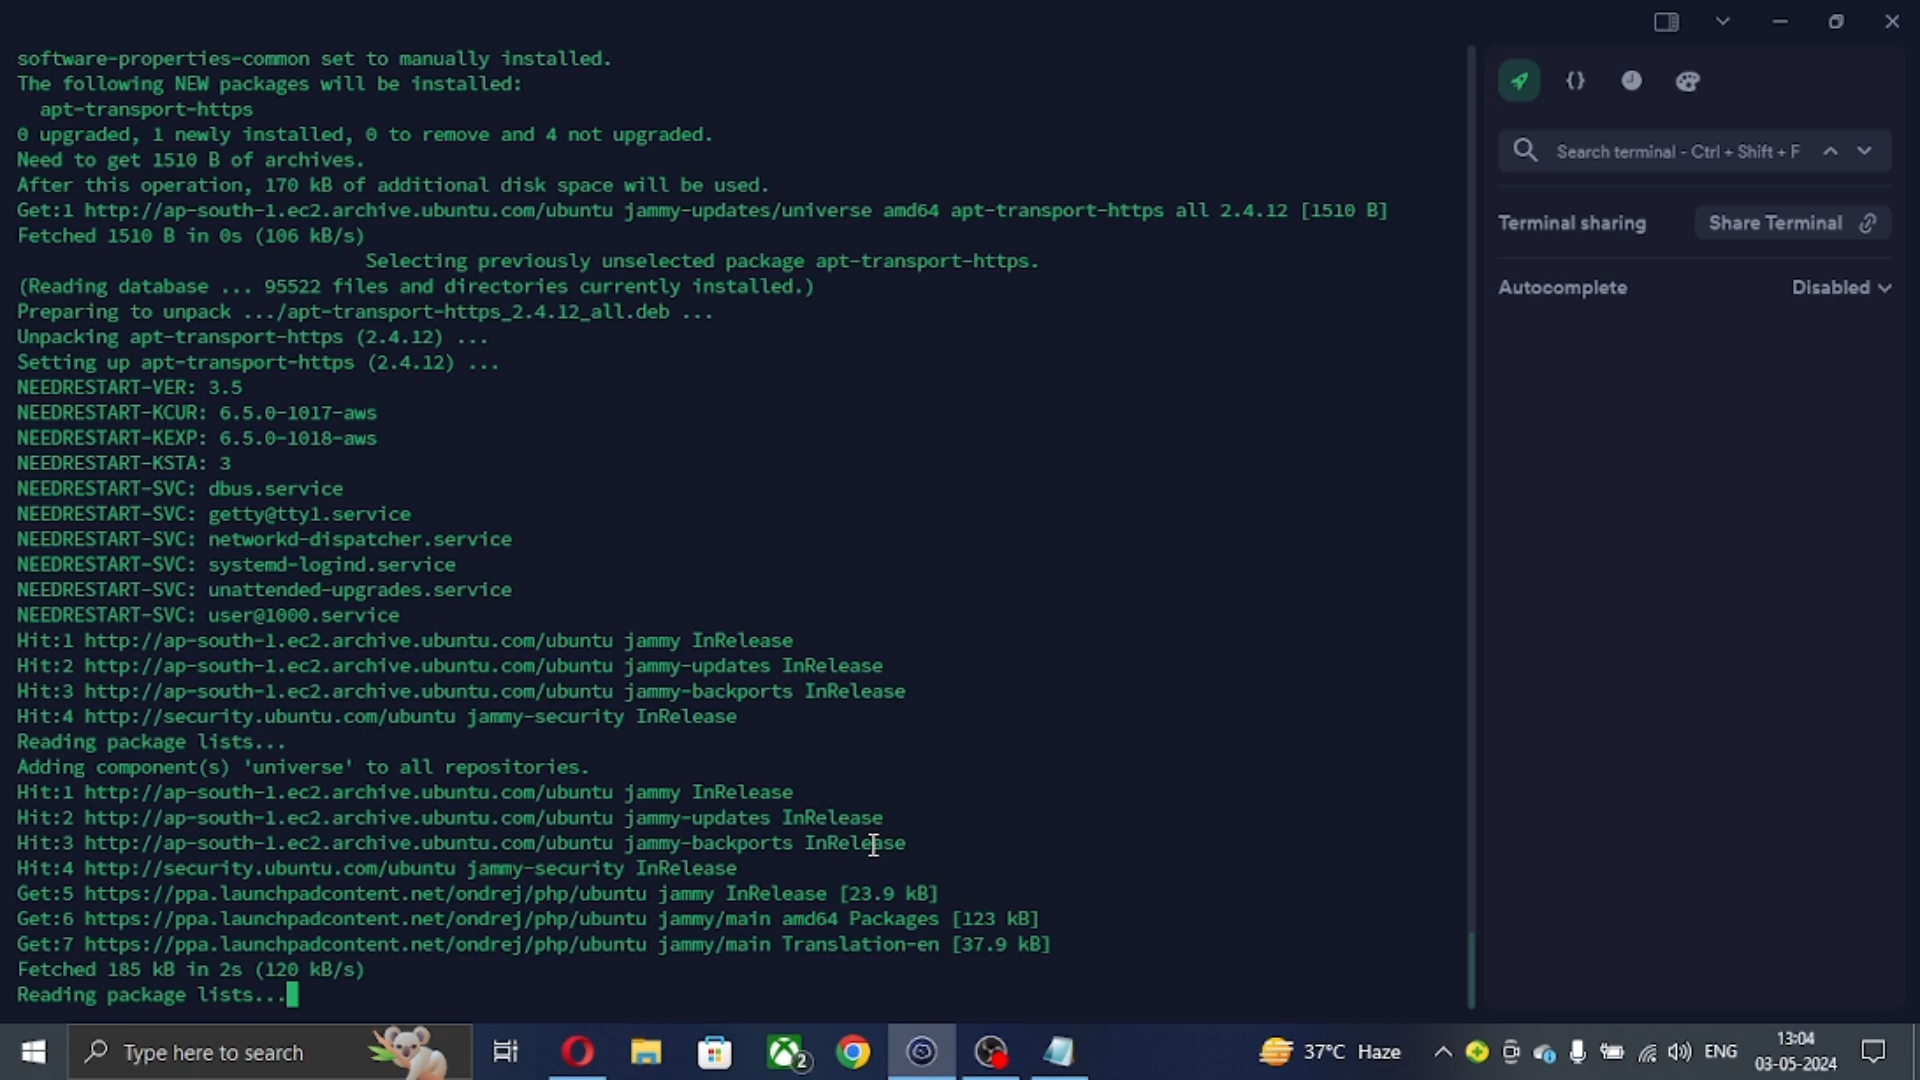 software-properties-common set to manually installed.
The following NEW packages will be installed:
  apt-transport-https
0 upgraded, 1 newly installed, 0 to remove and 4 not upgraded.
Need to get 1510 B of archives.
After this operation, 170 kB of additional disk space will be used.
Get:1 http://ap-south-1.ec2.archive.ubuntu.com/ubuntu jammy-updates/universe amd64 apt-transport-https all 2.4.12 [1510 B]
Fetched 1510 B in 0s (106 kB/s)
Selecting previously unselected package apt-transport-https.
(Reading database ... 95522 files and directories currently installed.)
Preparing to unpack .../apt-transport-https_2.4.12_all.deb ...
Unpacking apt-transport-https (2.4.12) ...
Setting up apt-transport-https (2.4.12) ...
NEEDRESTART-VER: 3.5
NEEDRESTART-KCUR: 6.5.0-1017-aws
NEEDRESTART-KEXP: 6.5.0-1018-aws
NEEDRESTART-KSTA: 3
NEEDRESTART-SVC: dbus.service
NEEDRESTART-SVC: getty@tty1.service
NEEDRESTART-SVC: networkd-dispatcher.service
NEEDRESTART-SVC: systemd-logind.service
NEEDRESTART-SVC: unattended-upgrades.service
NEEDRESTART-SVC: user@1000.service
Hit:1 http://ap-south-1.ec2.archive.ubuntu.com/ubuntu jammy InRelease
Hit:2 http://ap-south-1.ec2.archive.ubuntu.com/ubuntu jammy-updates InRelease
Hit:3 http://ap-south-1.ec2.archive.ubuntu.com/ubuntu jammy-backports InRelease
Hit:4 http://security.ubuntu.com/ubuntu jammy-security InRelease
Reading package lists...
Adding component(s) 'universe' to all repositories.
Hit:1 http://ap-south-1.ec2.archive.ubuntu.com/ubuntu jammy InRelease
Hit:2 http://ap-south-1.ec2.archive.ubuntu.com/ubuntu jammy-updates InRelease
Hit:3 http://ap-south-1.ec2.archive.ubuntu.com/ubuntu jammy-backports InRelease
Hit:4 http://security.ubuntu.com/ubuntu jammy-security InRelease
Get:5 https://ppa.launchpadcontent.net/ondrej/php/ubuntu jammy InRelease [23.9 kB]
Get:6 https://ppa.launchpadcontent.net/ondrej/php/ubuntu jammy/main amd64 Packages [123 kB]
Get:7 https://ppa.launchpadcontent.net/ondrej/php/ubuntu jammy/main Translation-en [37.9 kB]
Fetched 185 kB in 2s (120 kB/s)
Reading package lists...
{}
Search terminal - Ctrl + Shift + F
Terminal sharing Share Terminal
Autocomplete Disabled
Type here to search
2
37°C Haze
ENG
13:04
03-05-2024